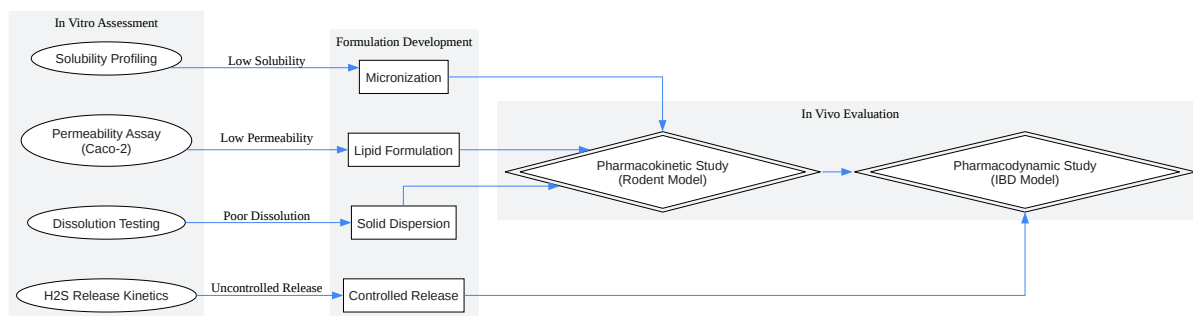 In Vitro Assessment
Formulation Development
In Vivo Evaluation
Solubility Profiling
Low Solubility
Micronization
Permeability Assay
(Caco-2)
Low Permeability
Lipid Formulation
Pharmacokinetic Study
(Rodent Model)
Pharmacodynamic Study
(IBD Model)
Dissolution Testing
Poor Dissolution
Solid Dispersion
H2S Release Kinetics
Uncontrolled Release
Controlled Release